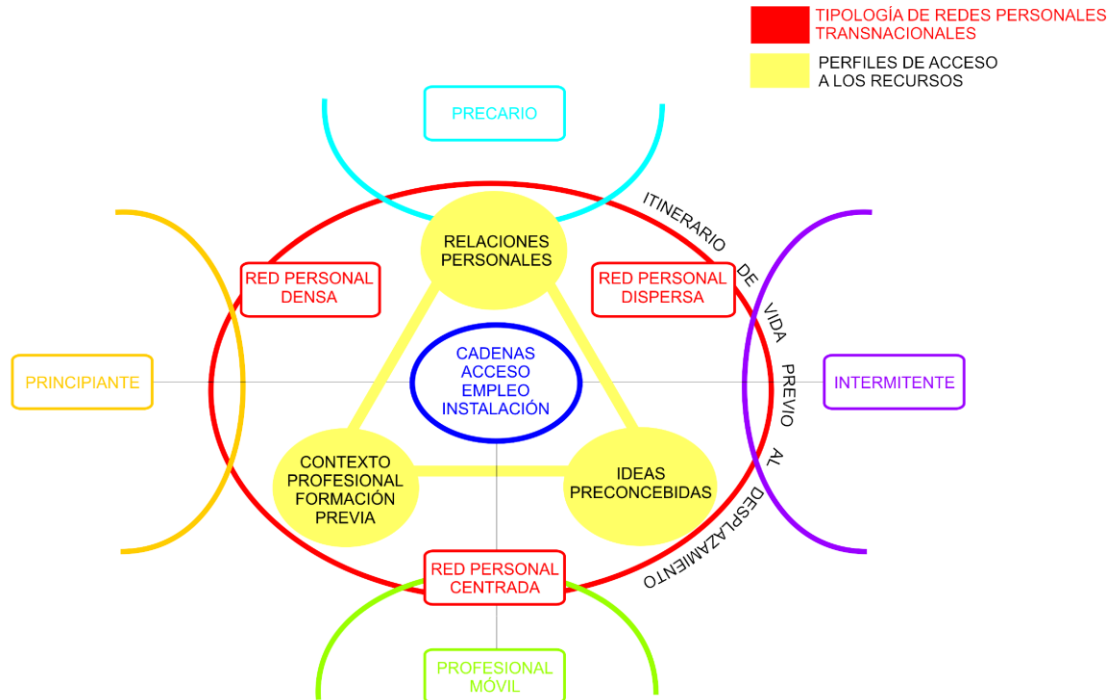 TIPOLOGÍA DE REDES PERSONALES
TRANSNACIONALES
PERFILES DE ACCESO
A LOS RECURSOS
PRECARIO
ITINERARIO DE VIDA PREVIO AL DESPLAZAMIENTO
RELACIONES
PERSONALES
RED PERSONAL
DENSA
RED PERSONAL
DISPERSA
PRINCIPIANTE
CADENAS
ACCESO
EMPLEO
INSTALACIÓN
INTERMITENTE
CONTEXTO
PROFESIONAL
FORMACIÓN
PREVIA
IDEAS
PRECONCEBIDAS
RED PERSONAL
CENTRADA
PROFESIONAL
MÓVIL